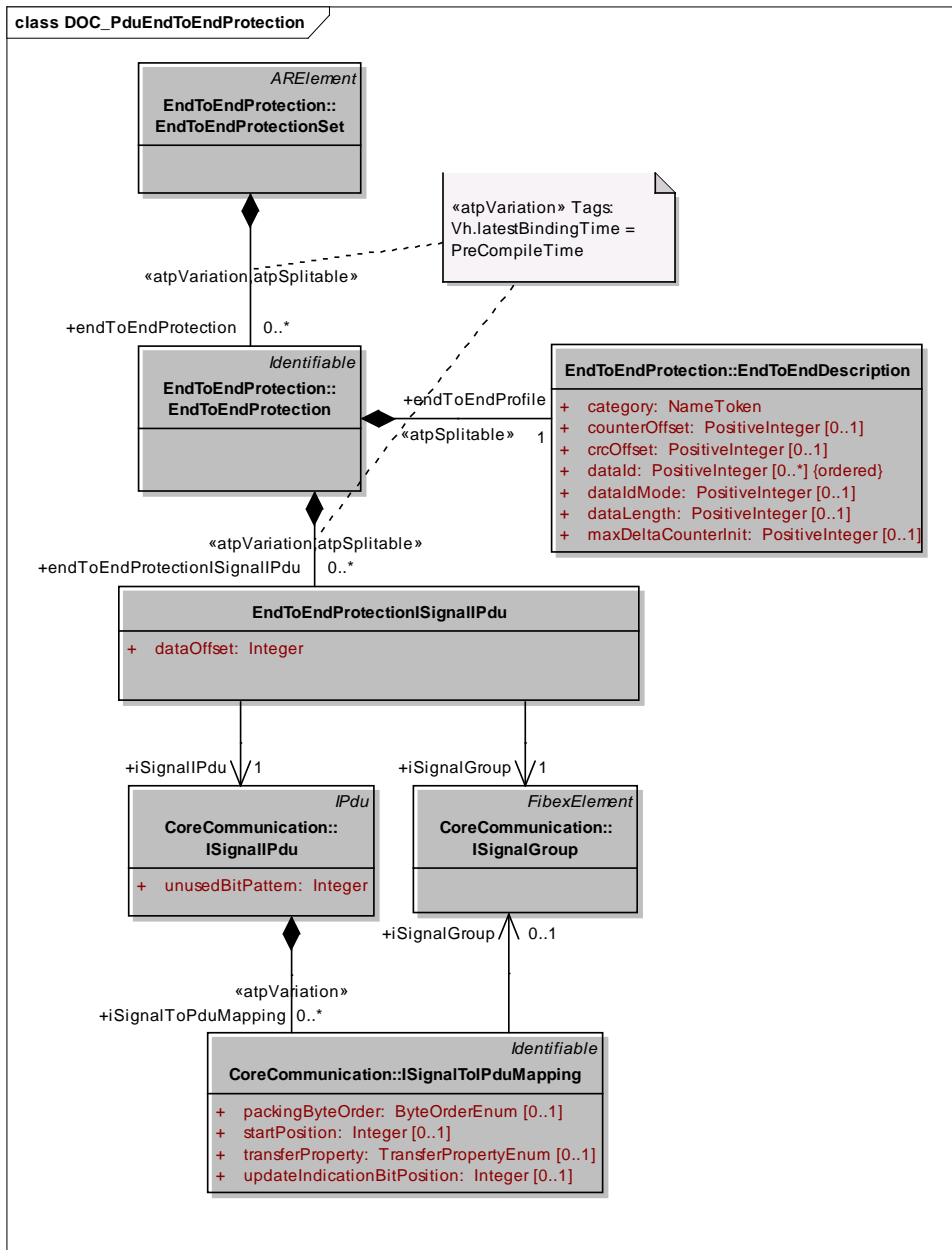 class DOC_PduEndToEndProtection
ARElement
EndToEndProtection::
EndToEndProtectionSet
«atpVariation» Tags:
Vh.latestBindingTime =
PreCompileTime
«atpVariation,atpSplitable»
+endToEndProtection 0..*
Identifiable
EndToEndProtection::
EndToEndProtection
+endToEndProfile
«atpSplitable» 1
EndToEndProtection::EndToEndDescription
+ category: NameToken
+ counterOffset: PositiveInteger [0..1]
+ crcOffset: PositiveInteger [0..1]
+ dataId: PositiveInteger [0..*] {ordered}
+ dataIdMode: PositiveInteger [0..1]
+ dataLength: PositiveInteger [0..1]
+ maxDeltaCounterInit: PositiveInteger [0..1]
«atpVariation,atpSplitable»
+endToEndProtectionISignalIPdu 0..*
EndToEndProtectionISignalIPdu
+ dataOffset: Integer
+iSignalIPdu 1
+iSignalGroup 1
IPdu
CoreCommunication::
ISignalIPdu
+ unusedBitPattern: Integer
FibexElement
CoreCommunication::
ISignalGroup
+iSignalGroup 0..1
«atpVariation»
+iSignalToPduMapping 0..*
Identifiable
CoreCommunication::ISignalToIPduMapping
+ packingByteOrder: ByteOrderEnum [0..1]
+ startPosition: Integer [0..1]
+ transferProperty: TransferPropertyEnum [0..1]
+ updateIndicationBitPosition: Integer [0..1]